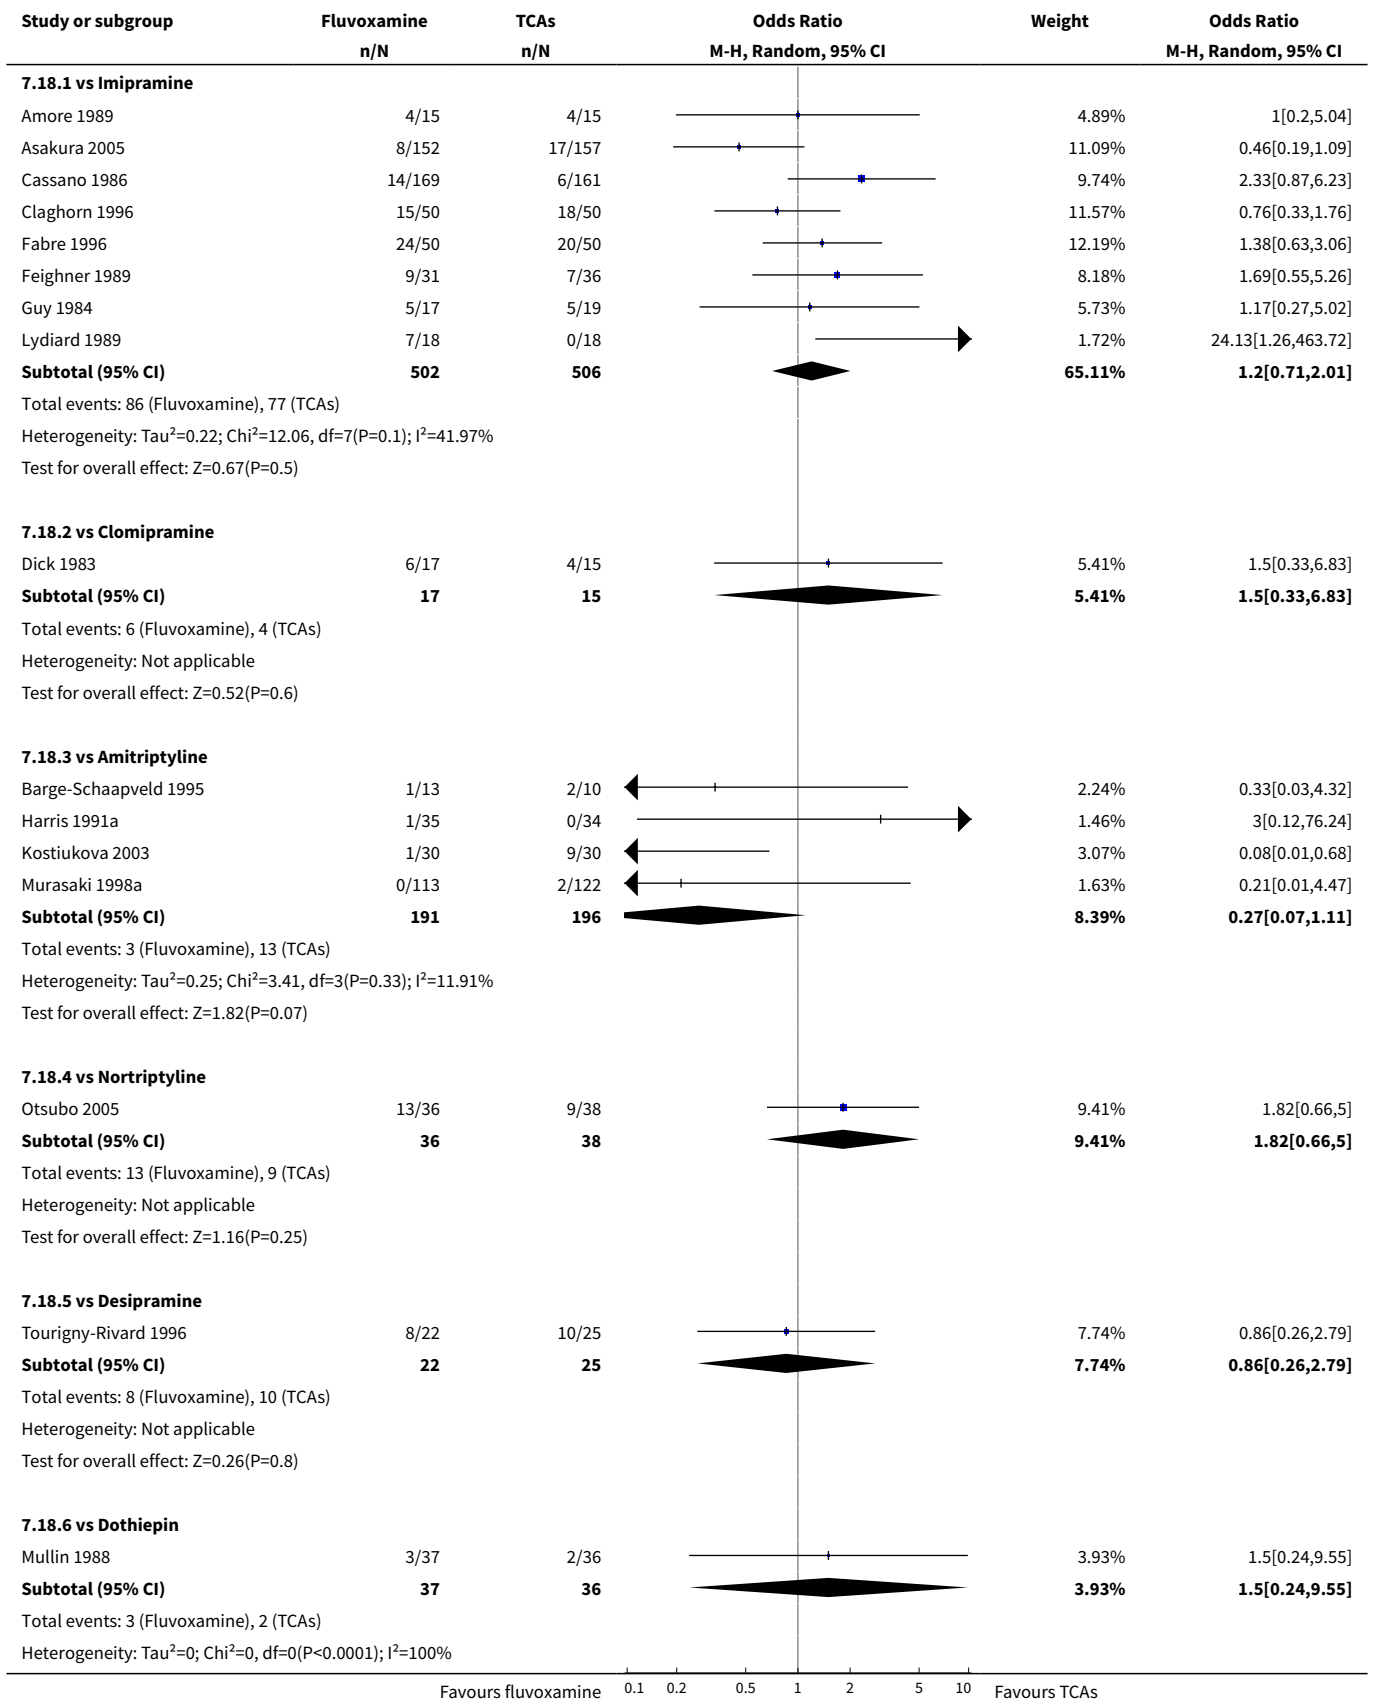 Study or subgroup Fluvoxamine TCAs Odds Ratio Weight Odds Ratio
n/N n/N M-H, Random, 95% CI M-H, Random, 95% CI
7.18.1 vs Imipramine
Amore 1989 4/15 4/15 4.89% 1[0.2,5.04]
Asakura 2005 8/152 17/157 11.09% 0.46[0.19,1.09]
Cassano 1986 14/169 6/161 9.74% 2.33[0.87,6.23]
Claghorn 1996 15/50 18/50 11.57% 0.76[0.33,1.76]
Fabre 1996 24/50 20/50 12.19% 1.38[0.63,3.06]
Feighner 1989 9/31 7/36 8.18% 1.69[0.55,5.26]
Guy 1984 5/17 5/19 5.73% 1.17[0.27,5.02]
Lydiard 1989 7/18 0/18 1.72% 24.13[1.26,463.72]
Subtotal (95% CI) 502 506 65.11% 1.2[0.71,2.01]
Total events: 86 (Fluvoxamine), 77 (TCAs)
Heterogeneity: Tau²=0.22; Chi²=12.06, df=7(P=0.1); I²=41.97%
Test for overall effect: Z=0.67(P=0.5)
7.18.2 vs Clomipramine
Dick 1983 6/17 4/15 5.41% 1.5[0.33,6.83]
Subtotal (95% CI) 17 15 5.41% 1.5[0.33,6.83]
Total events: 6 (Fluvoxamine), 4 (TCAs)
Heterogeneity: Not applicable
Test for overall effect: Z=0.52(P=0.6)
7.18.3 vs Amitriptyline
Barge-Schaapveld 1995 1/13 2/10 2.24% 0.33[0.03,4.32]
Harris 1991a 1/35 0/34 1.46% 3[0.12,76.24]
Kostiukova 2003 1/30 9/30 3.07% 0.08[0.01,0.68]
Murasaki 1998a 0/113 2/122 1.63% 0.21[0.01,4.47]
Subtotal (95% CI) 191 196 8.39% 0.27[0.07,1.11]
Total events: 3 (Fluvoxamine), 13 (TCAs)
Heterogeneity: Tau²=0.25; Chi²=3.41, df=3(P=0.33); I²=11.91%
Test for overall effect: Z=1.82(P=0.07)
7.18.4 vs Nortriptyline
Otsubo 2005 13/36 9/38 9.41% 1.82[0.66,5]
Subtotal (95% CI) 36 38 9.41% 1.82[0.66,5]
Total events: 13 (Fluvoxamine), 9 (TCAs)
Heterogeneity: Not applicable
Test for overall effect: Z=1.16(P=0.25)
7.18.5 vs Desipramine
Tourigny-Rivard 1996 8/22 10/25 7.74% 0.86[0.26,2.79]
Subtotal (95% CI) 22 25 7.74% 0.86[0.26,2.79]
Total events: 8 (Fluvoxamine), 10 (TCAs)
Heterogeneity: Not applicable
Test for overall effect: Z=0.26(P=0.8)
7.18.6 vs Dothiepin
Mullin 1988 3/37 2/36 3.93% 1.5[0.24,9.55]
Subtotal (95% CI) 37 36 3.93% 1.5[0.24,9.55]
Total events: 3 (Fluvoxamine), 2 (TCAs)
Heterogeneity: Tau²=0; Chi²=0, df=0(P<0.0001); I²=100%
Favours fluvoxamine 0.1 0.2 0.5 1 2 5 10 Favours TCAs